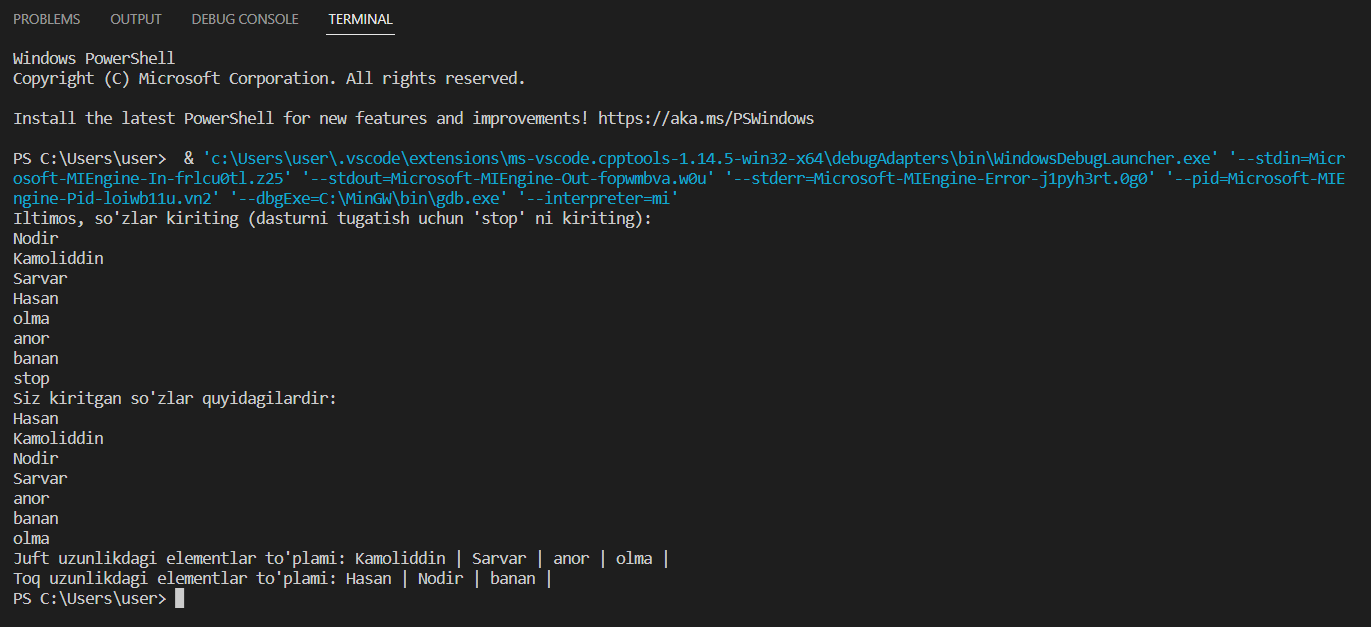 PROBLEMS OUTPUT DEBUG CONSOLE TERMINAL
Windows PowerShell
Copyright (C) Microsoft Corporation. All rights reserved.
Install the latest PowerShell for new features and improvements! https://aka.ms/PSWindows
PS C:\Users\user>  & 'c:\Users\user\.vscode\extensions\ms-vscode.cpptools-1.14.5-win32-x64\debugAdapters\bin\WindowsDebugLauncher.exe' '--stdin=Micr
osoft-MIEngine-In-frlcu0tl.z25' '--stdout=Microsoft-MIEngine-Out-fopwmbva.w0u' '--stderr=Microsoft-MIEngine-Error-j1pyh3rt.0g0' '--pid=Microsoft-MIE
ngine-Pid-loiwb11u.vn2' '--dbgExe=C:\MinGW\bin\gdb.exe' '--interpreter=mi'
Iltimos, so'zlar kiriting (dasturni tugatish uchun 'stop' ni kiriting):
Nodir
Kamoliddin
Sarvar
Hasan
olma
anor
banan
stop
Siz kiritgan so'zlar quyidagilardir:
Hasan
Kamoliddin
Nodir
Sarvar
anor
banan
olma
Juft uzunlikdagi elementlar to'plami: Kamoliddin | Sarvar | anor | olma |
Toq uzunlikdagi elementlar to'plami: Hasan | Nodir | banan |
PS C:\Users\user>